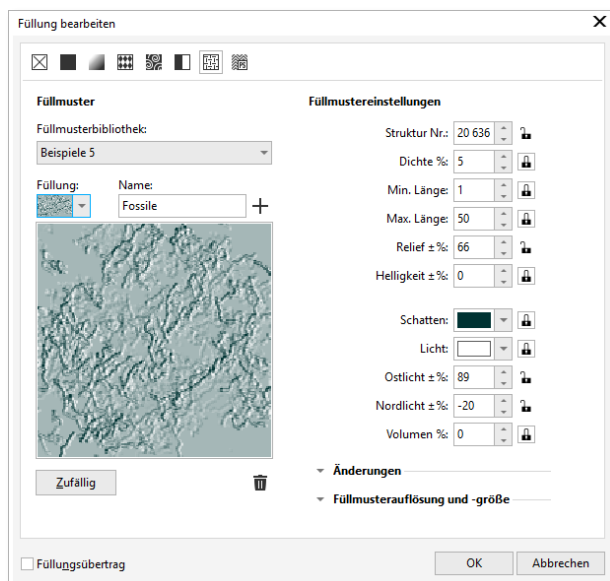 Füllung bearbeiten
Füllmuster
Füllmusterbibliothek:
Beispiele 5
Füllung: Name:
Fossile
Zufällig
Füllmustereinstellungen
Struktur Nr.: 20 636
Dichte %: 5
Min. Länge: 1
Max. Länge: 50
Relief ±%: 66
Helligkeit ±%: 0
Schatten:
Licht:
Ostlicht ±%: 89
Nordlicht ±%: -20
Volumen %: 0
Änderungen
Füllmusterauflösung und -größe
Füllungsübertrag
OK Abbrechen